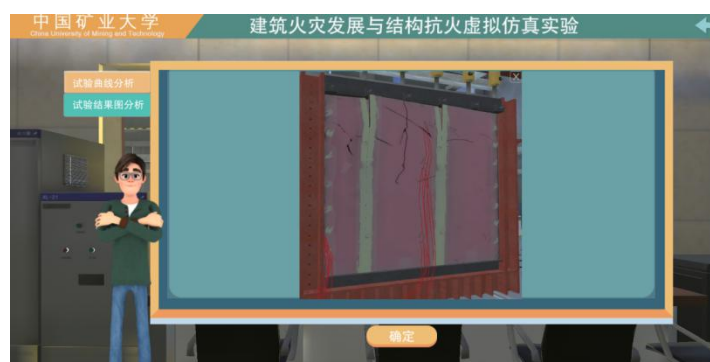 中国矿业大学
China University of Mining and Technology
建筑火灾发展与结构抗火虚拟仿真实验
试验曲线分析
试验结果图分析
确定